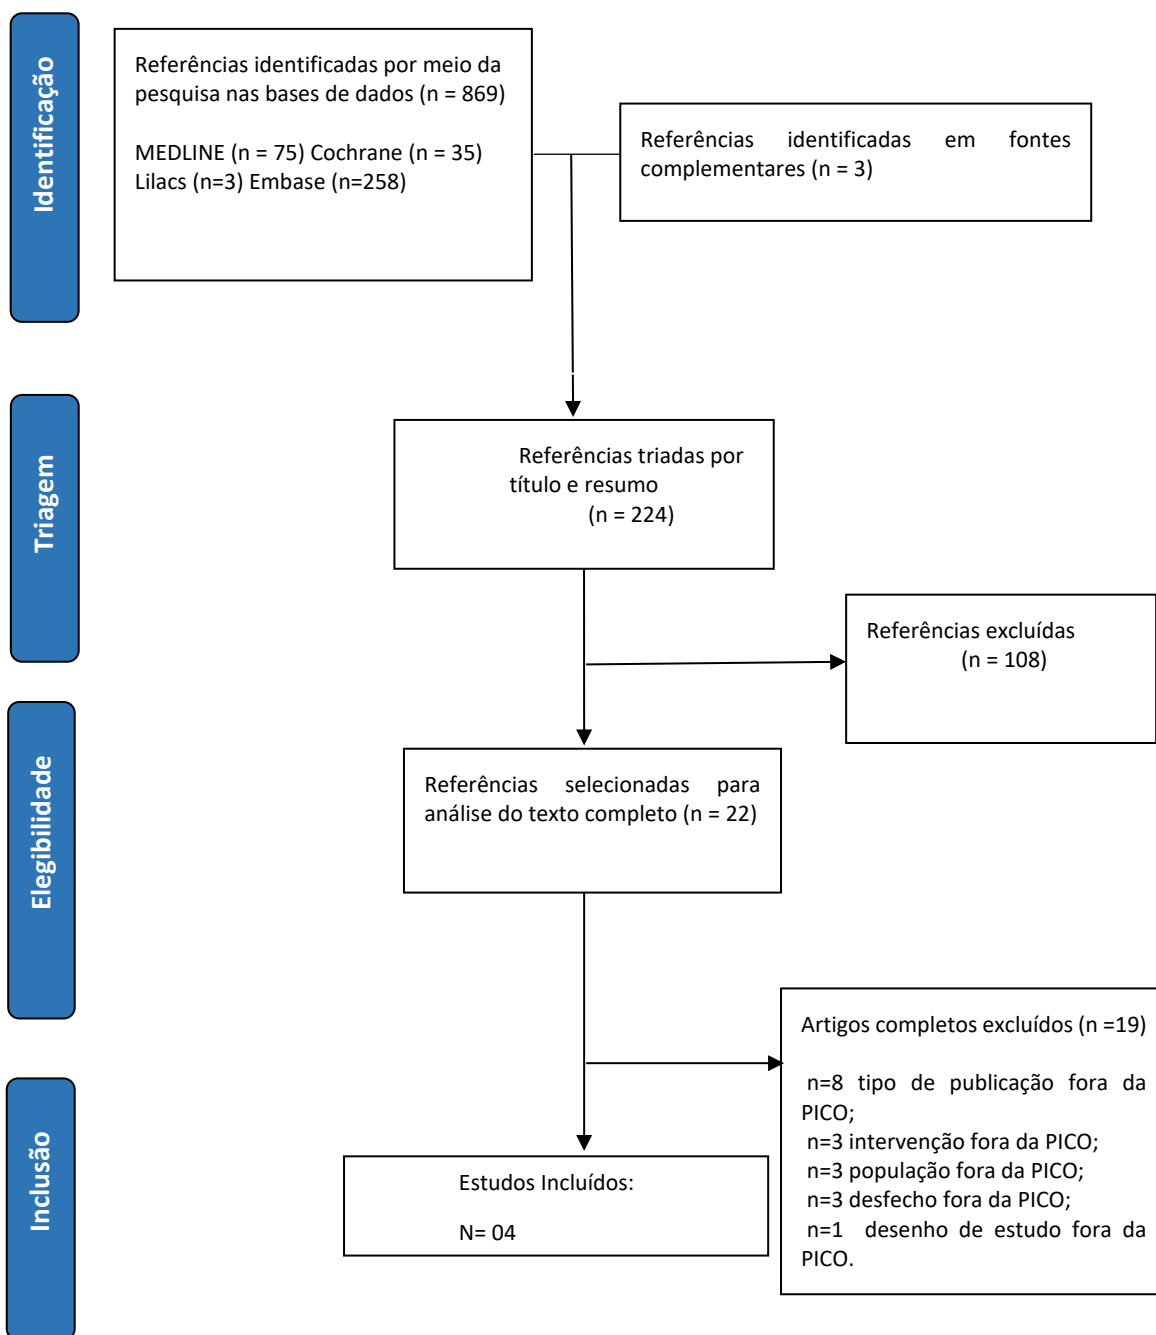 Identificação
Referências identificadas por meio da
pesquisa nas bases de dados (n = 869)
MEDLINE (n = 75) Cochrane (n = 35)
Lilacs (n=3) Embase (n=258)
Referências identificadas em fontes
complementares (n = 3)
Triagem
Referências triadas por
título e resumo
(n = 224)
Referências excluídas
(n = 108)
Elegibilidade
Referências selecionadas para
análise do texto completo (n = 22)
Artigos completos excluídos (n =19)
n=8 tipo de publicação fora da
PICO;
n=3 intervenção fora da PICO;
n=3 população fora da PICO;
n=3 desfecho fora da PICO;
n=1 desenho de estudo fora da
PICO.
Inclusão
Estudos Incluídos:
N= 04